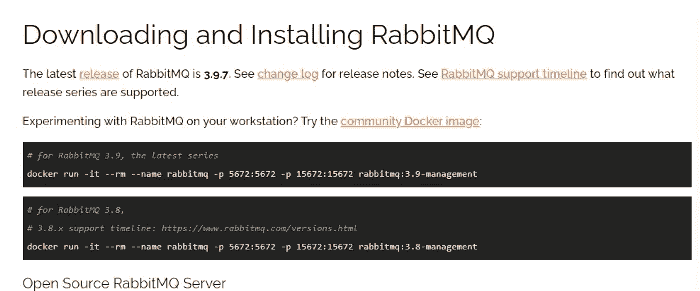 Downloading and Installing RabbitMQ
The latest release of RabbitMQ is 3.9.7. See change log for release notes. See RabbitMQ support timeline to find out what
release series are supported.
Experimenting with RabbitMQ on your workstation? Try the community Docker image:
# for RabbitMQ 3.9, the latest series
docker run -it --rm --name rabbitmq -p 5672:5672 -p 15672:15672 rabbitmq:3.9-management
# for RabbitMQ 3.8,
# 3.8.x support timeline: https://www.rabbitmq.com/versions.html
docker run -it --rm --name rabbitmq -p 5672:5672 -p 15672:15672 rabbitmq:3.8-management
Open Source RabbitMQ Server